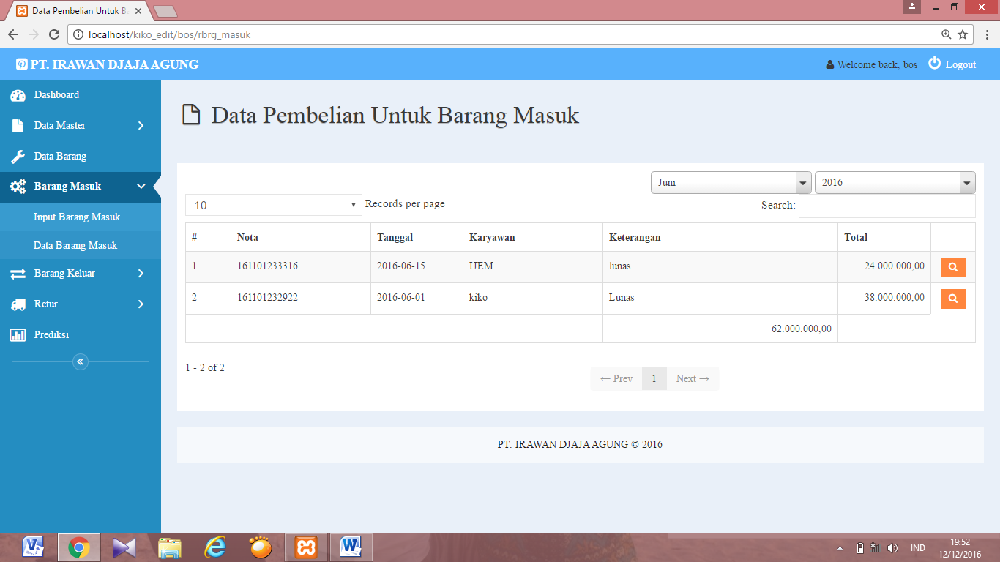 Data Pembelian Untuk Ba
localhost/kiko_edit/bos/rbrg_masuk
PT. IRAWAN DJAJA AGUNG
Welcome back, bos
Logout
Dashboard
Data Master
Data Barang
Barang Masuk
Input Barang Masuk
Data Barang Masuk
Barang Keluar
Retur
Prediksi
Data Pembelian Untuk Barang Masuk
Juni 2016
10 Records per page Search:
# Nota Tanggal Karyawan Keterangan Total
1 161101233316 2016-06-15 IJEM lunas 24.000.000,00
2 161101232922 2016-06-01 kiko Lunas 38.000.000,00
62.000.000,00
1 - 2 of 2
← Prev 1 Next →
PT. IRAWAN DJAJA AGUNG © 2016
IND
19:52
12/12/2016